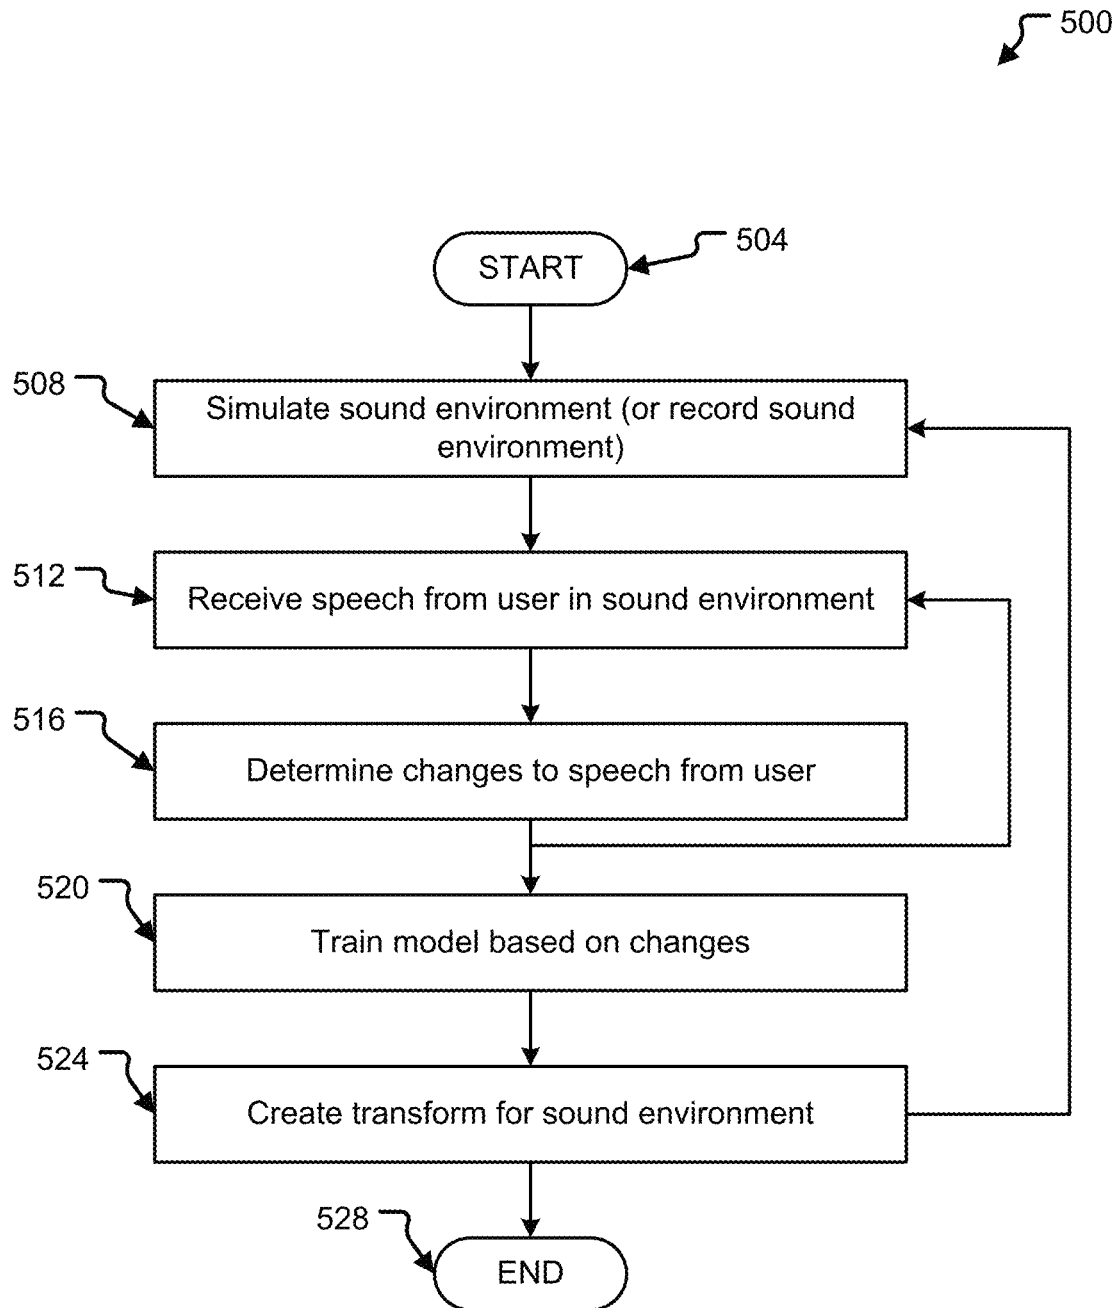 500
START
504
508
Simulate sound environment (or record sound
environment)
512
Receive speech from user in sound environment
516
Determine changes to speech from user
520
Train model based on changes
524
Create transform for sound environment
528
END